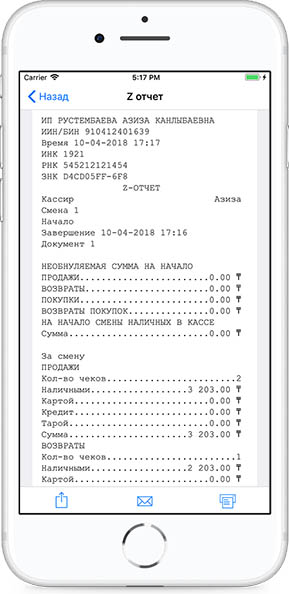 Carrier 5:17 PM
Назад Z отчет
ИП РУСТЕМБАЕВА АЗИЗА КАНЛЫБАЕВНА
ИИН/БИН 910412401639
Время 10-04-2018 17:17
ИНК 1921
РНК 545212121454
ЗНК D4CD05FF-6F8
Z-ОТЧЕТ
Кассир Азиза
Смена 1
Начало
Завершение 10-04-2018 17:16
Документ 1
НЕОБНУЛЯЕМАЯ СУММА НА НАЧАЛО
ПРОДАЖИ........................0.00 ₸
ВОЗВРАТЫ.......................0.00 ₸
ПОКУПКИ........................0.00 ₸
ВОЗВРАТЫ ПОКУПОК...............0.00 ₸
НА НАЧАЛО СМЕНЫ НАЛИЧНЫХ В КАССЕ
Сумма..........................0.00 ₸
За смену
ПРОДАЖИ
Кол-во чеков........................2
Наличными..................3 203.00 ₸
Картой.........................0.00 ₸
Кредит.........................0.00 ₸
Тарой..........................0.00 ₸
Сумма......................3 203.00 ₸
ВОЗВРАТЫ
Кол-во чеков........................1
Наличными..................2 203.00 ₸
Картой.........................0.00 ₸